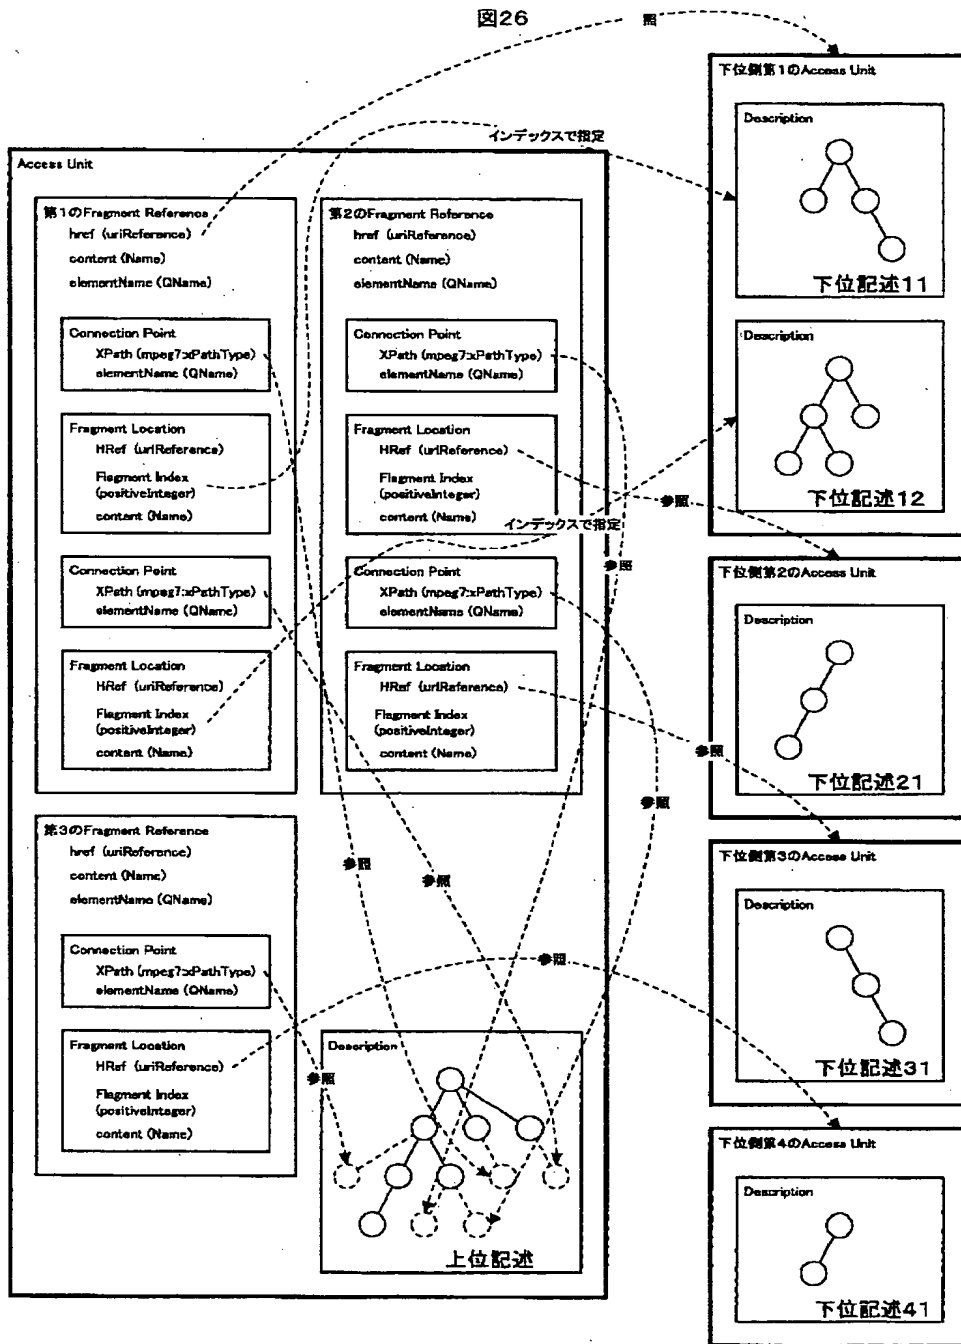 図26
照
インデックスで指定
Access Unit
第1のFragment Reference
href (uriReference)
content (Name)
elementName (QName)
Connection Point
XPath (mpeg7:xPathType)
elementName (QName)
Fragment Location
HRef (uriReference)
Flagment Index
(positiveInteger)
content (Name)
Connection Point
XPath (mpeg7:xPathType)
elementName (QName)
Fragment Location
HRef (uriReference)
Flagment Index
(positiveInteger)
content (Name)
第2のFragment Reference
href (uriReference)
content (Name)
elementName (QName)
Connection Point
XPath (mpeg7:xPathType)
elementName (QName)
Fragment Location
HRef (uriReference)
Flagment Index
(positiveInteger)
content (Name)
インデックスで指定
Connection Point
XPath (mpeg7:xPathType)
elementName (QName)
Fragment Location
HRef (uriReference)
Flagment Index
(positiveInteger)
content (Name)
参照
参照
参照
参照
参照
参照
第3のFragment Reference
href (uriReference)
content (Name)
elementName (QName)
Connection Point
XPath (mpeg7:xPathType)
elementName (QName)
Fragment Location
HRef (uriReference)
Flagment Index
(positiveInteger)
content (Name)
参照
参照
Description
上位記述
下位側第1のAccess Unit
Description
下位記述11
Description
下位記述12
下位側第2のAccess Unit
Description
下位記述21
下位側第3のAccess Unit
Description
下位記述31
下位側第4のAccess Unit
Description
下位記述41